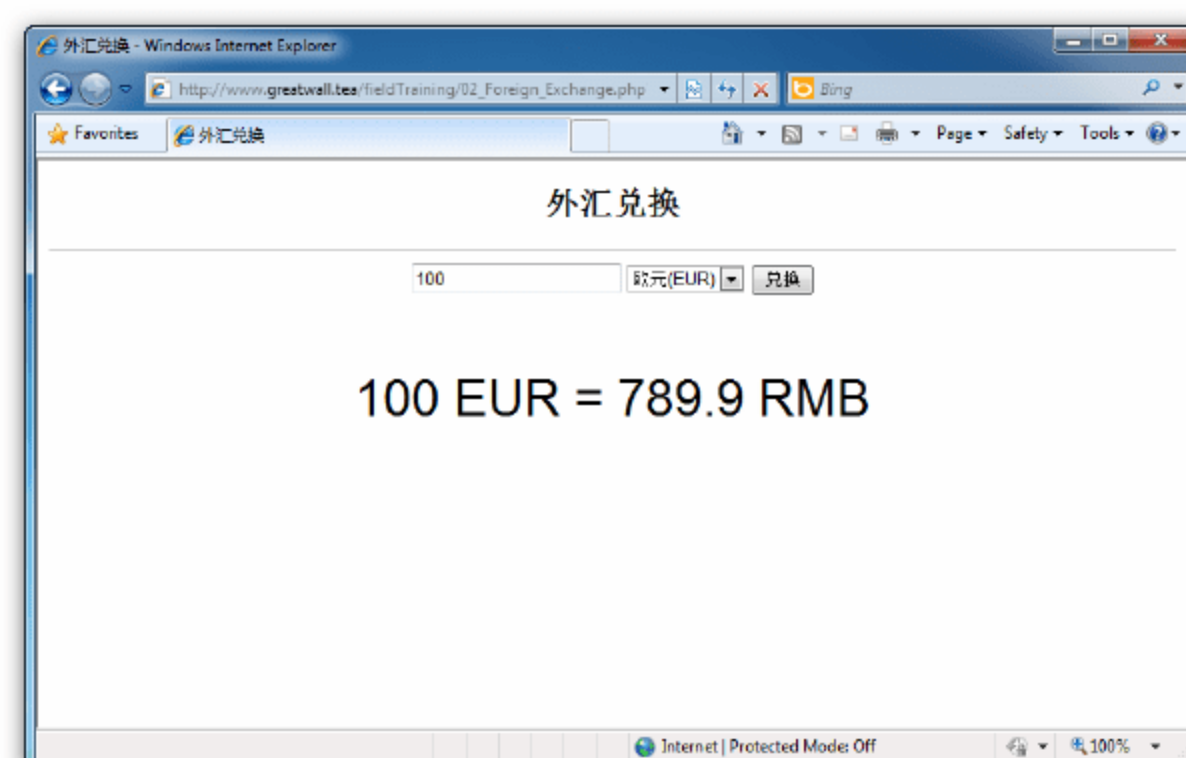 外汇兑换 - Windows Internet Explorer
http://www.greatwall.tea/fieldTraining/02_Foreign_Exchange.php
Bing
Favorites
外汇兑换
Page
Safety
Tools
外汇兑换
100 欧元(EUR) 兑换
100 EUR = 789.9 RMB
Internet | Protected Mode: Off
100%